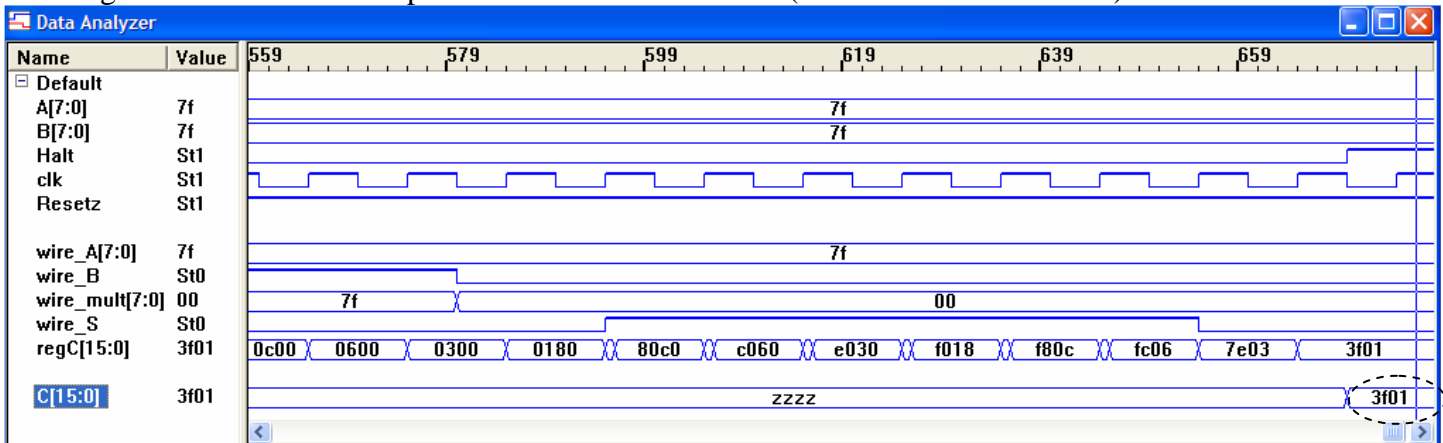 Data Analyzer
Name Value 559 579 599 619 639 659
Default
A[7:0] 7f 7f
B[7:0] 7f 7f
Halt St1
clk St1
Resetz St1
wire_A[7:0] 7f 7f
wire_B St0
wire_mult[7:0] 00 7f 00
wire_S St0
regC[15:0] 3f01 0c00 0600 0300 0180 80c0 c060 e030 f018 f80c fc06 7e03 3f01
C[15:0] 3f01 zzzz 3f01